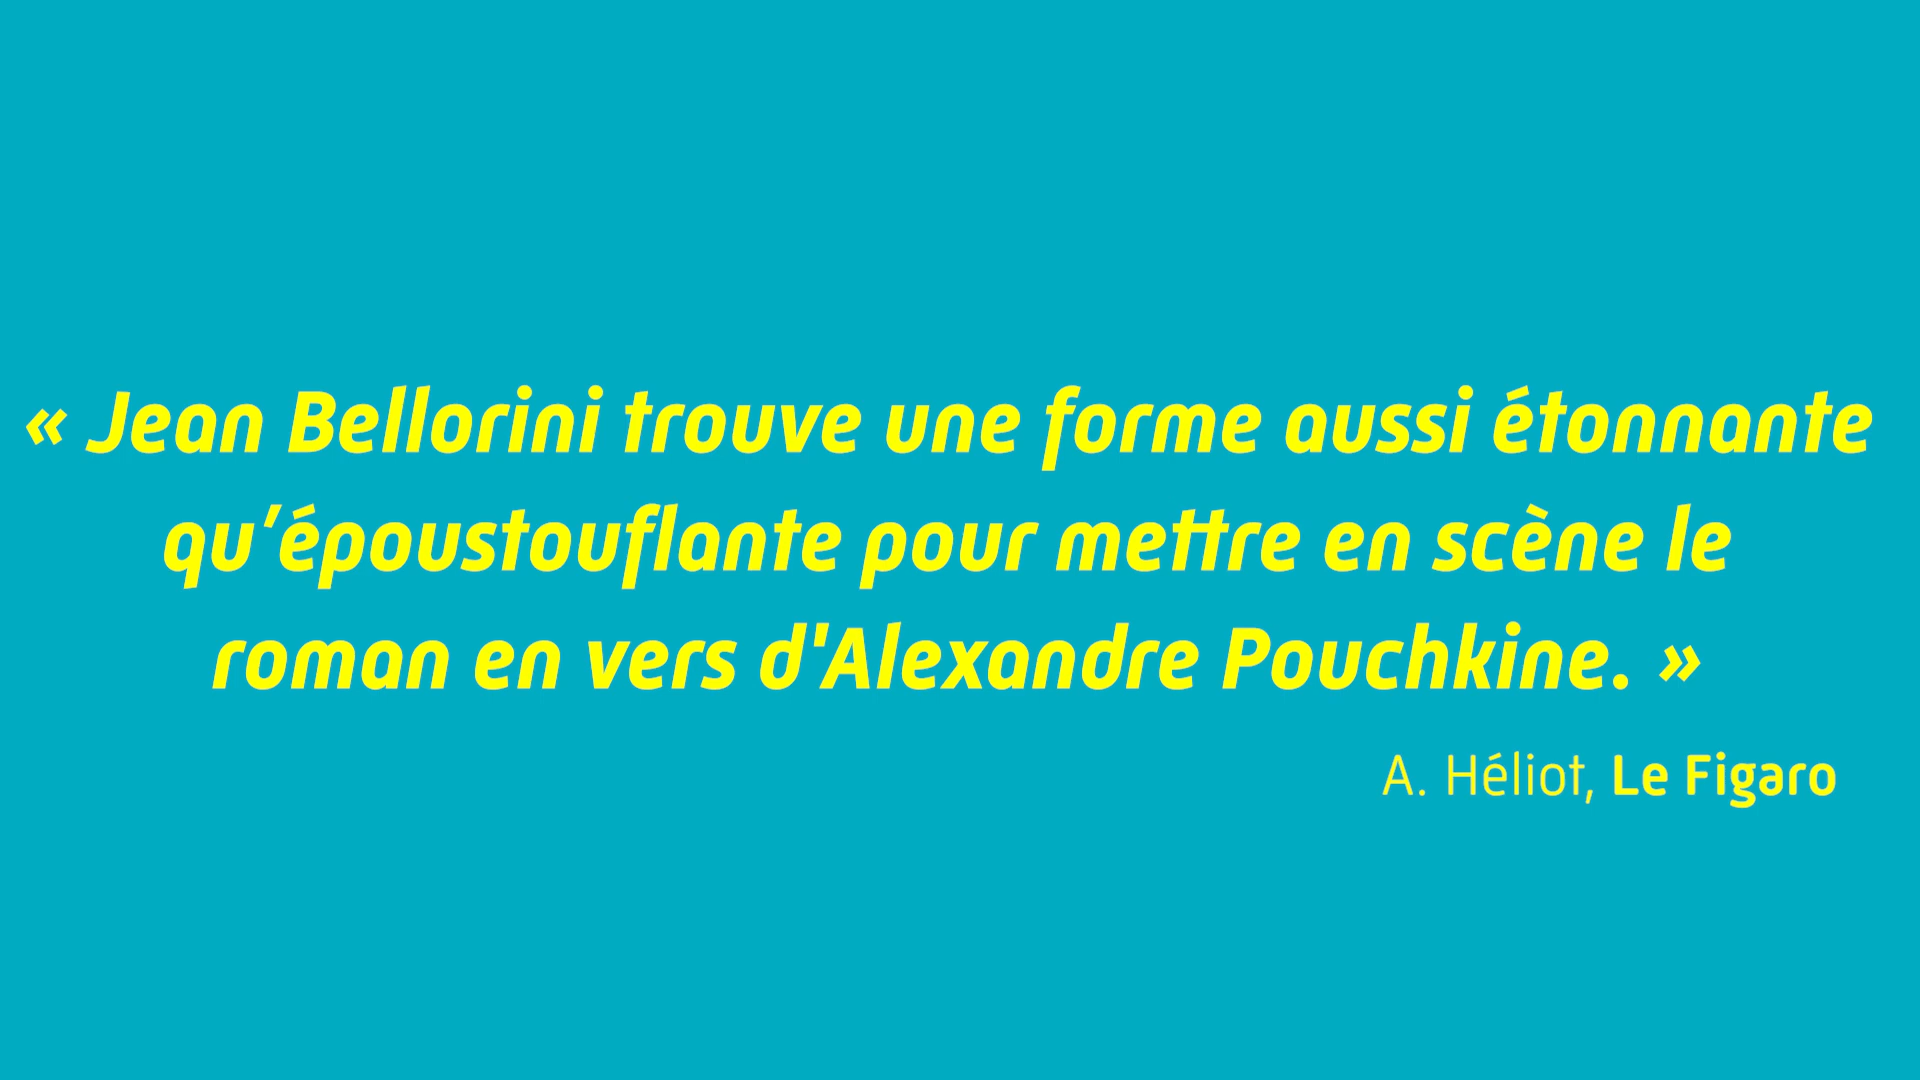 « Jean Bellorini trouve une forme aussi étonnante
qu’époustouflante pour mettre en scène le
roman en vers d'Alexandre Pouchkine. »
A. Héliot, Le Figaro